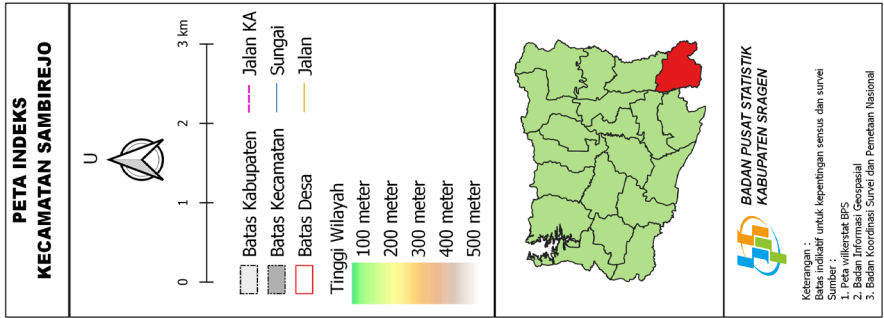 PETA INDEKS
KECAMATAN SAMBIREJO
U
0 1 2 3 km
Batas Kabupaten
Batas Kecamatan
Batas Desa
Jalan KA
Sungai
Jalan
Tinggi Wilayah
100 meter
200 meter
300 meter
400 meter
500 meter
BADAN PUSAT STATISTIK
KABUPATEN SRAGEN
Keterangan :
Batas indikatif untuk kepentingan sensus dan survei
Sumber :
1. Peta wilkerstat BPS
2. Badan Informasi Geospasial
3. Badan Koordinasi Survei dan Pemetaan Nasional